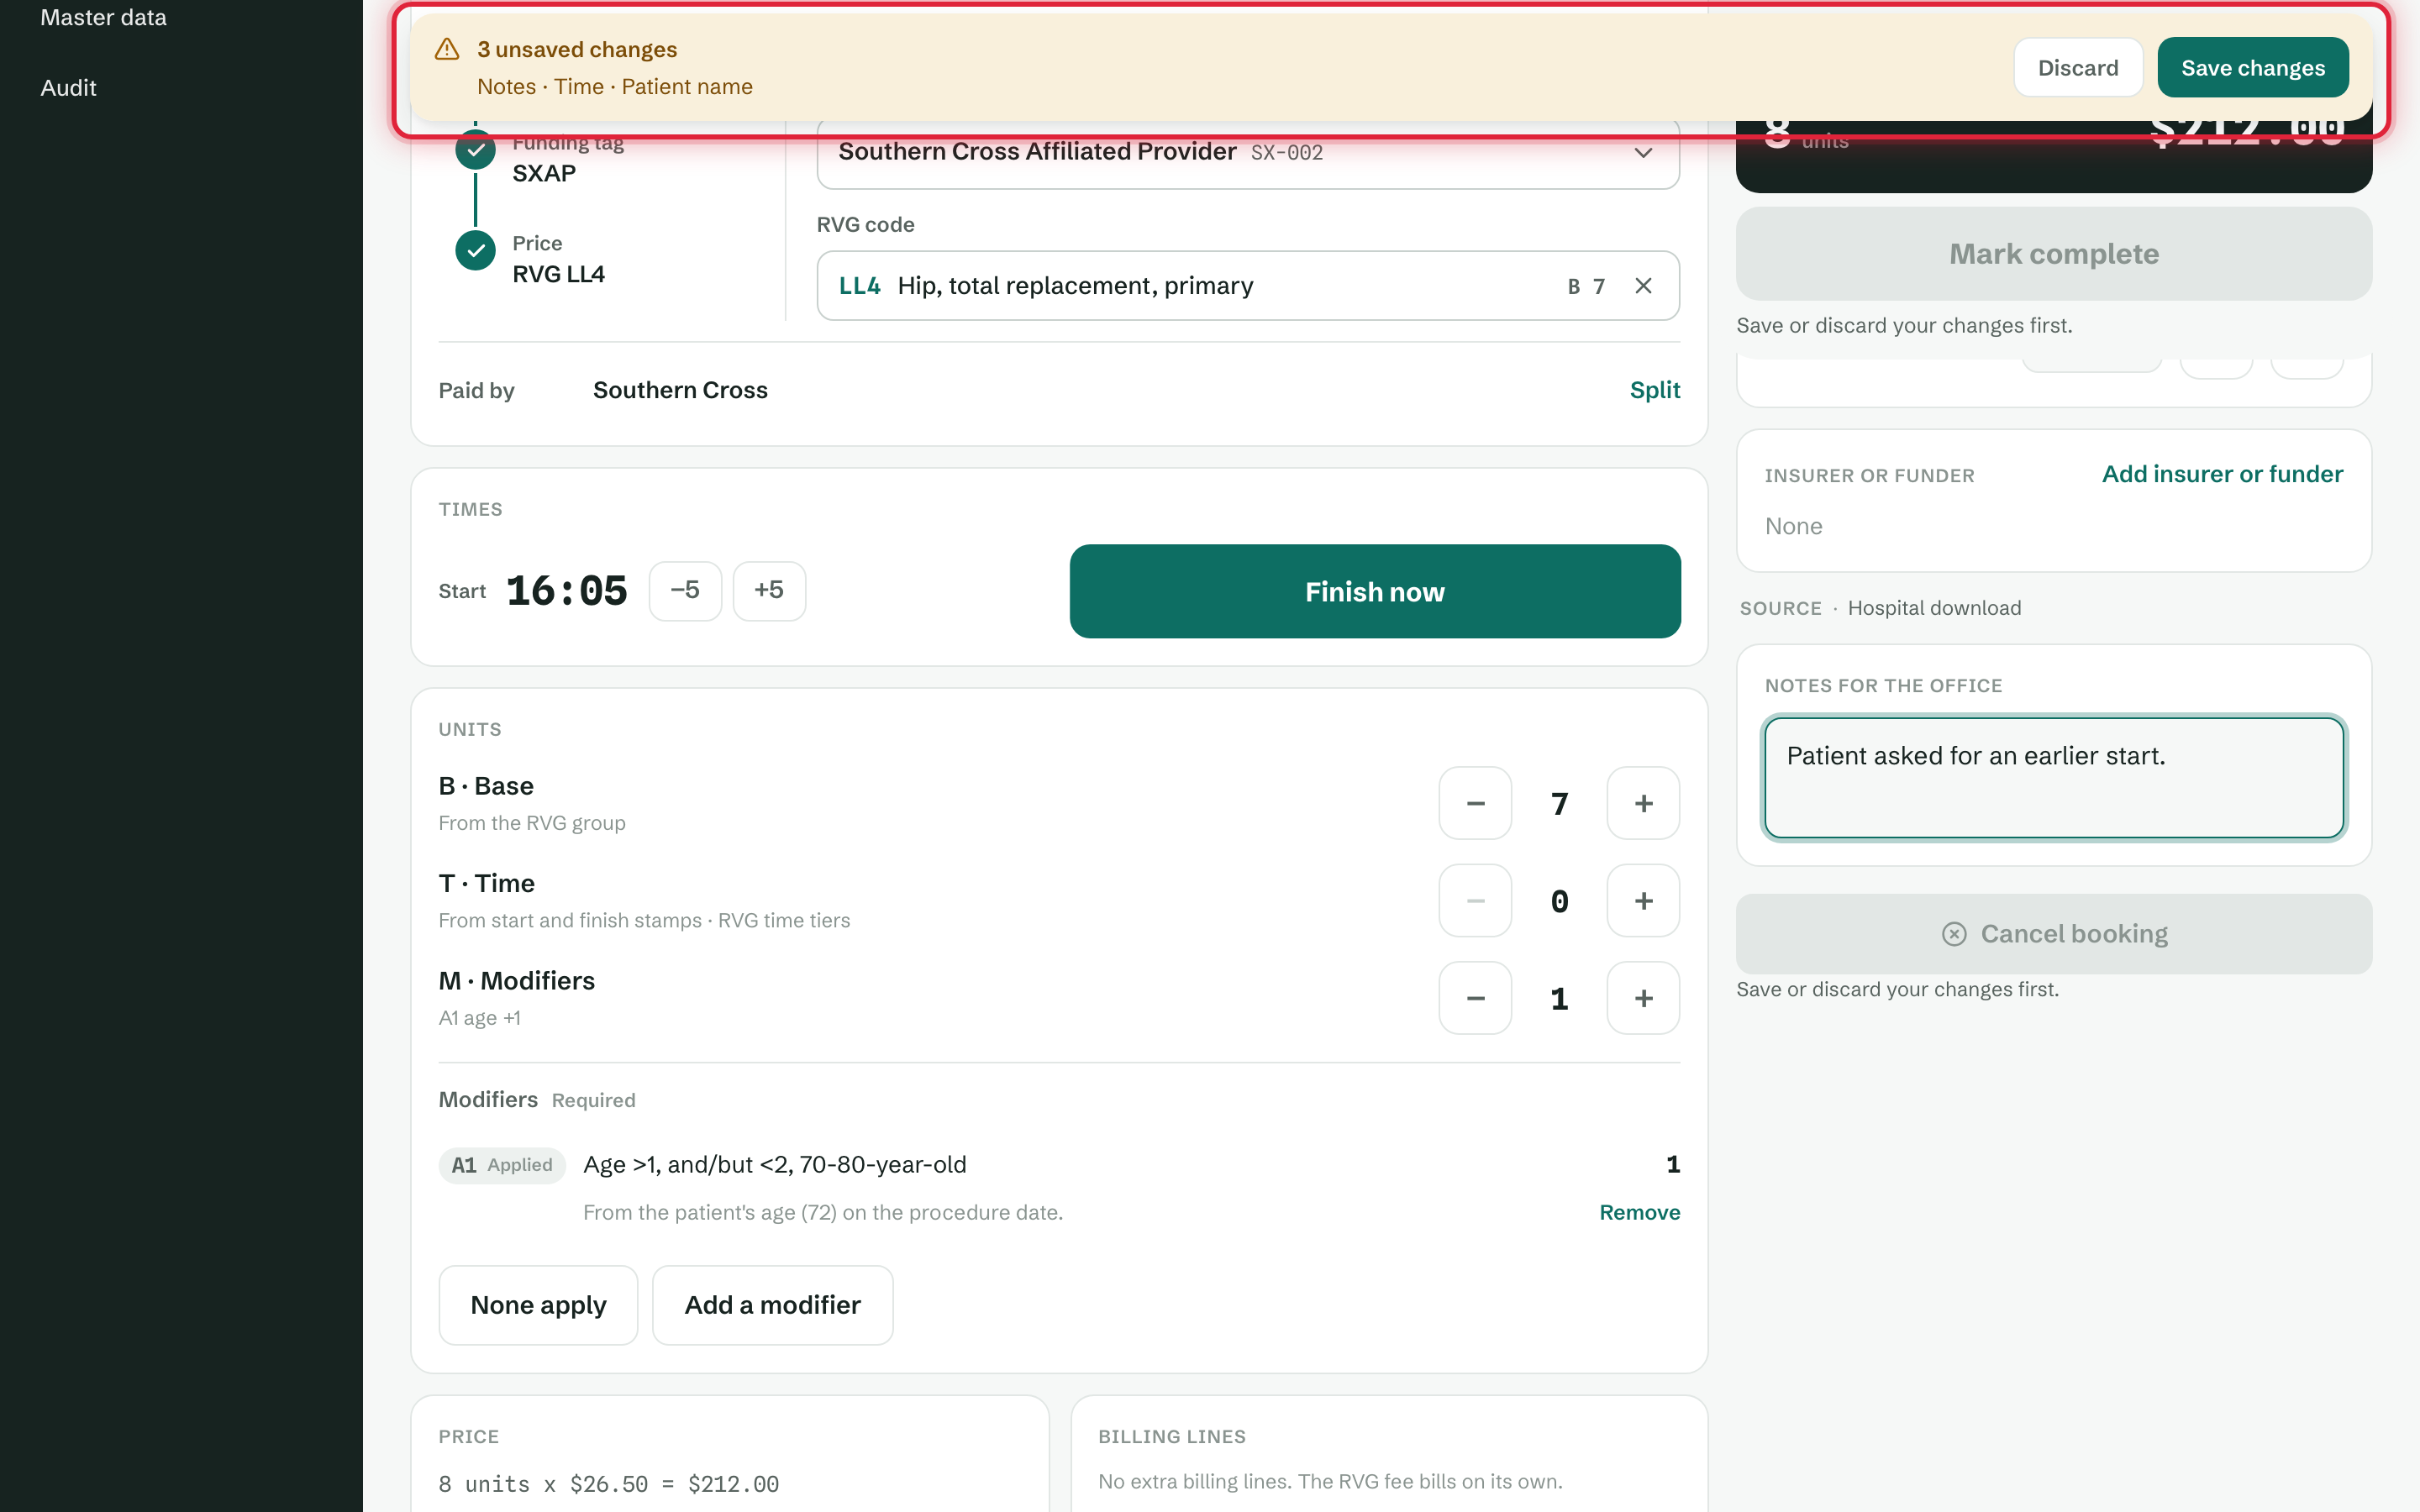 Master data
Audit
3 unsaved changes
Notes · Time · Patient name
Discard
Save changes
Funding tag
SXAP
Southern Cross Affiliated Provider SX-002
8 units
$212.00
Price
RVG LL4
RVG code
LL4 Hip, total replacement, primary B 7
Mark complete
Save or discard your changes first.
Paid by Southern Cross Split
INSURER OR FUNDER Add insurer or funder
None
TIMES
Start 16:05 −5 +5 Finish now
SOURCE · Hospital download
NOTES FOR THE OFFICE
Patient asked for an earlier start.
Cancel booking
Save or discard your changes first.
UNITS
B · Base
From the RVG group
− 7 +
T · Time
From start and finish stamps · RVG time tiers
− 0 +
M · Modifiers
A1 age +1
− 1 +
Modifiers Required
A1 Applied Age >1, and/but <2, 70-80-year-old 1
From the patient's age (72) on the procedure date. Remove
None apply
Add a modifier
PRICE
8 units x $26.50 = $212.00
BILLING LINES
No extra billing lines. The RVG fee bills on its own.